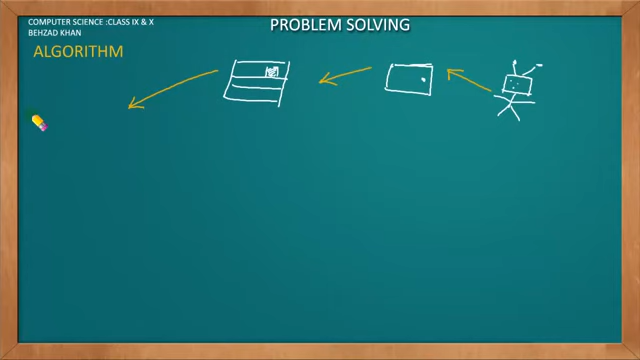 COMPUTER SCIENCE :CLASS IX & X
BEHZAD KHAN
PROBLEM SOLVING
ALGORITHM